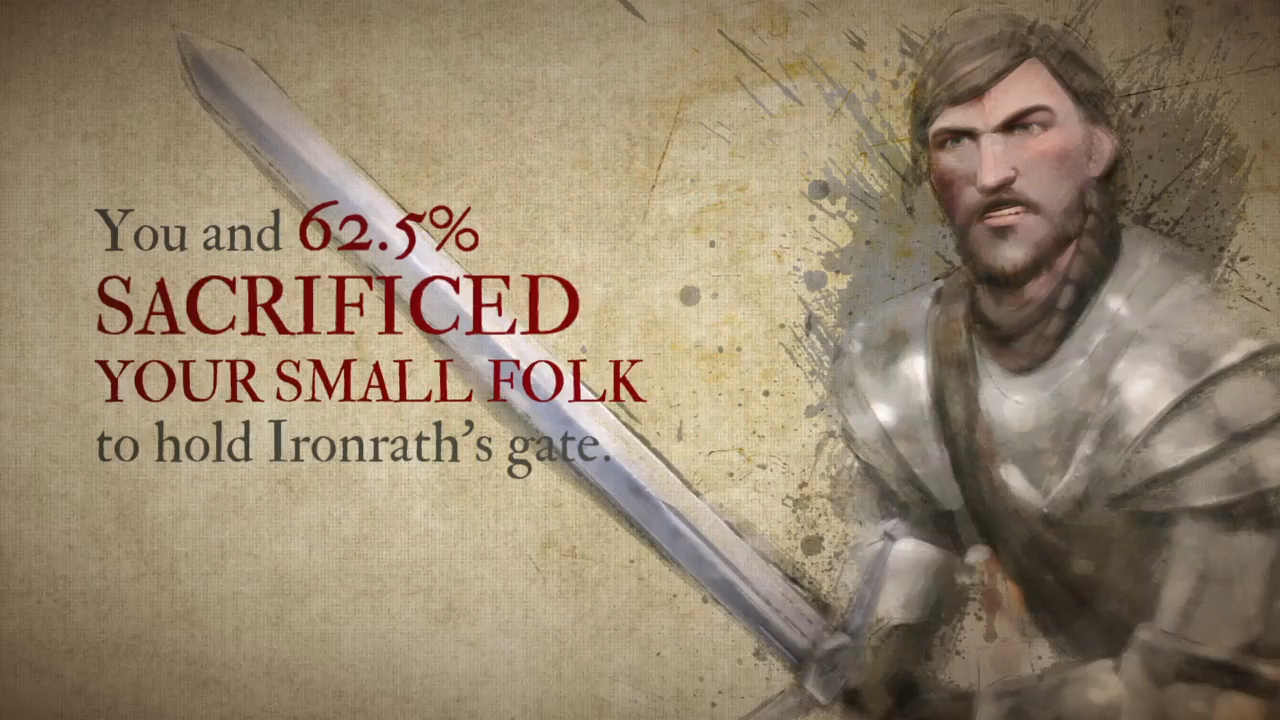 You and 62.5%
SACRIFICED
YOUR SMALL FOLK
to hold Ironrath's gate.